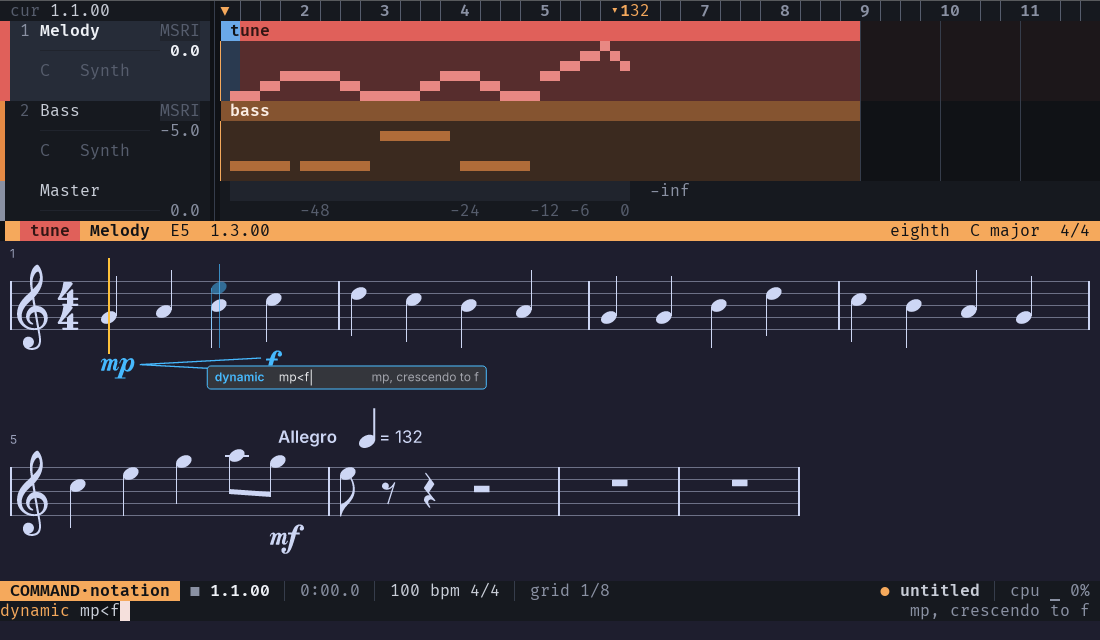 cur 1.1.00 2 3 4 5 132 7 8 9 10 11
1 Melody MSRI tune
0.0
C Synth
2 Bass MSRI bass
-5.0
C Synth
Master -inf
0.0 -48 -24 -12 -6 0
tune Melody E5 1.3.00 eighth C major 4/4
1
4
4
mp f
dynamic mp<f mp, crescendo to f
Allegro = 132
5
mf
COMMAND·notation 1.1.00 0:00.0 100 bpm 4/4 grid 1/8 untitled cpu _ 0%
dynamic mp<f mp, crescendo to f